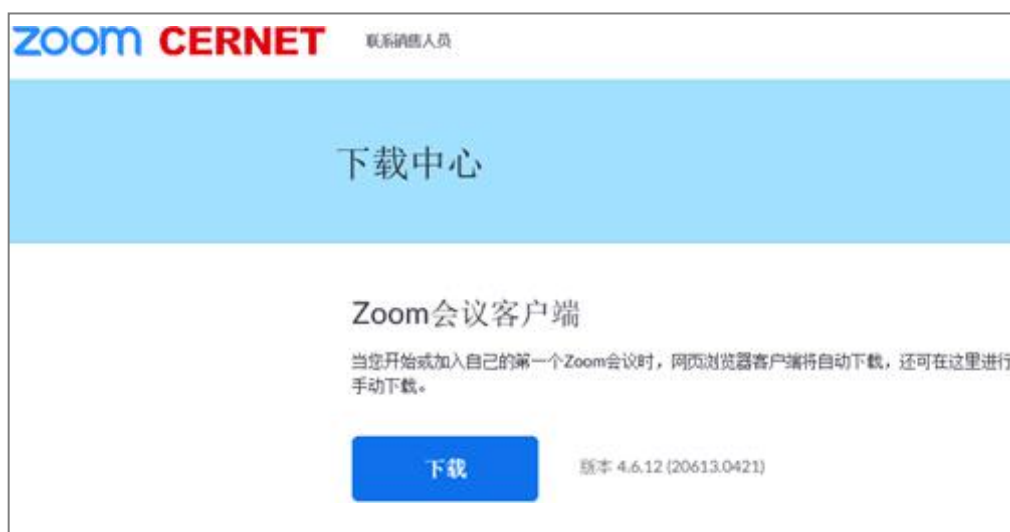 zoom CERNET 联系销售人员
下载中心
Zoom会议客户端
当您开始或加入自己的第一个Zoom会议时，网页浏览器客户端将自动下载，还可在这里进行
手动下载。
下载 版本 4.6.12 (20613.0421)